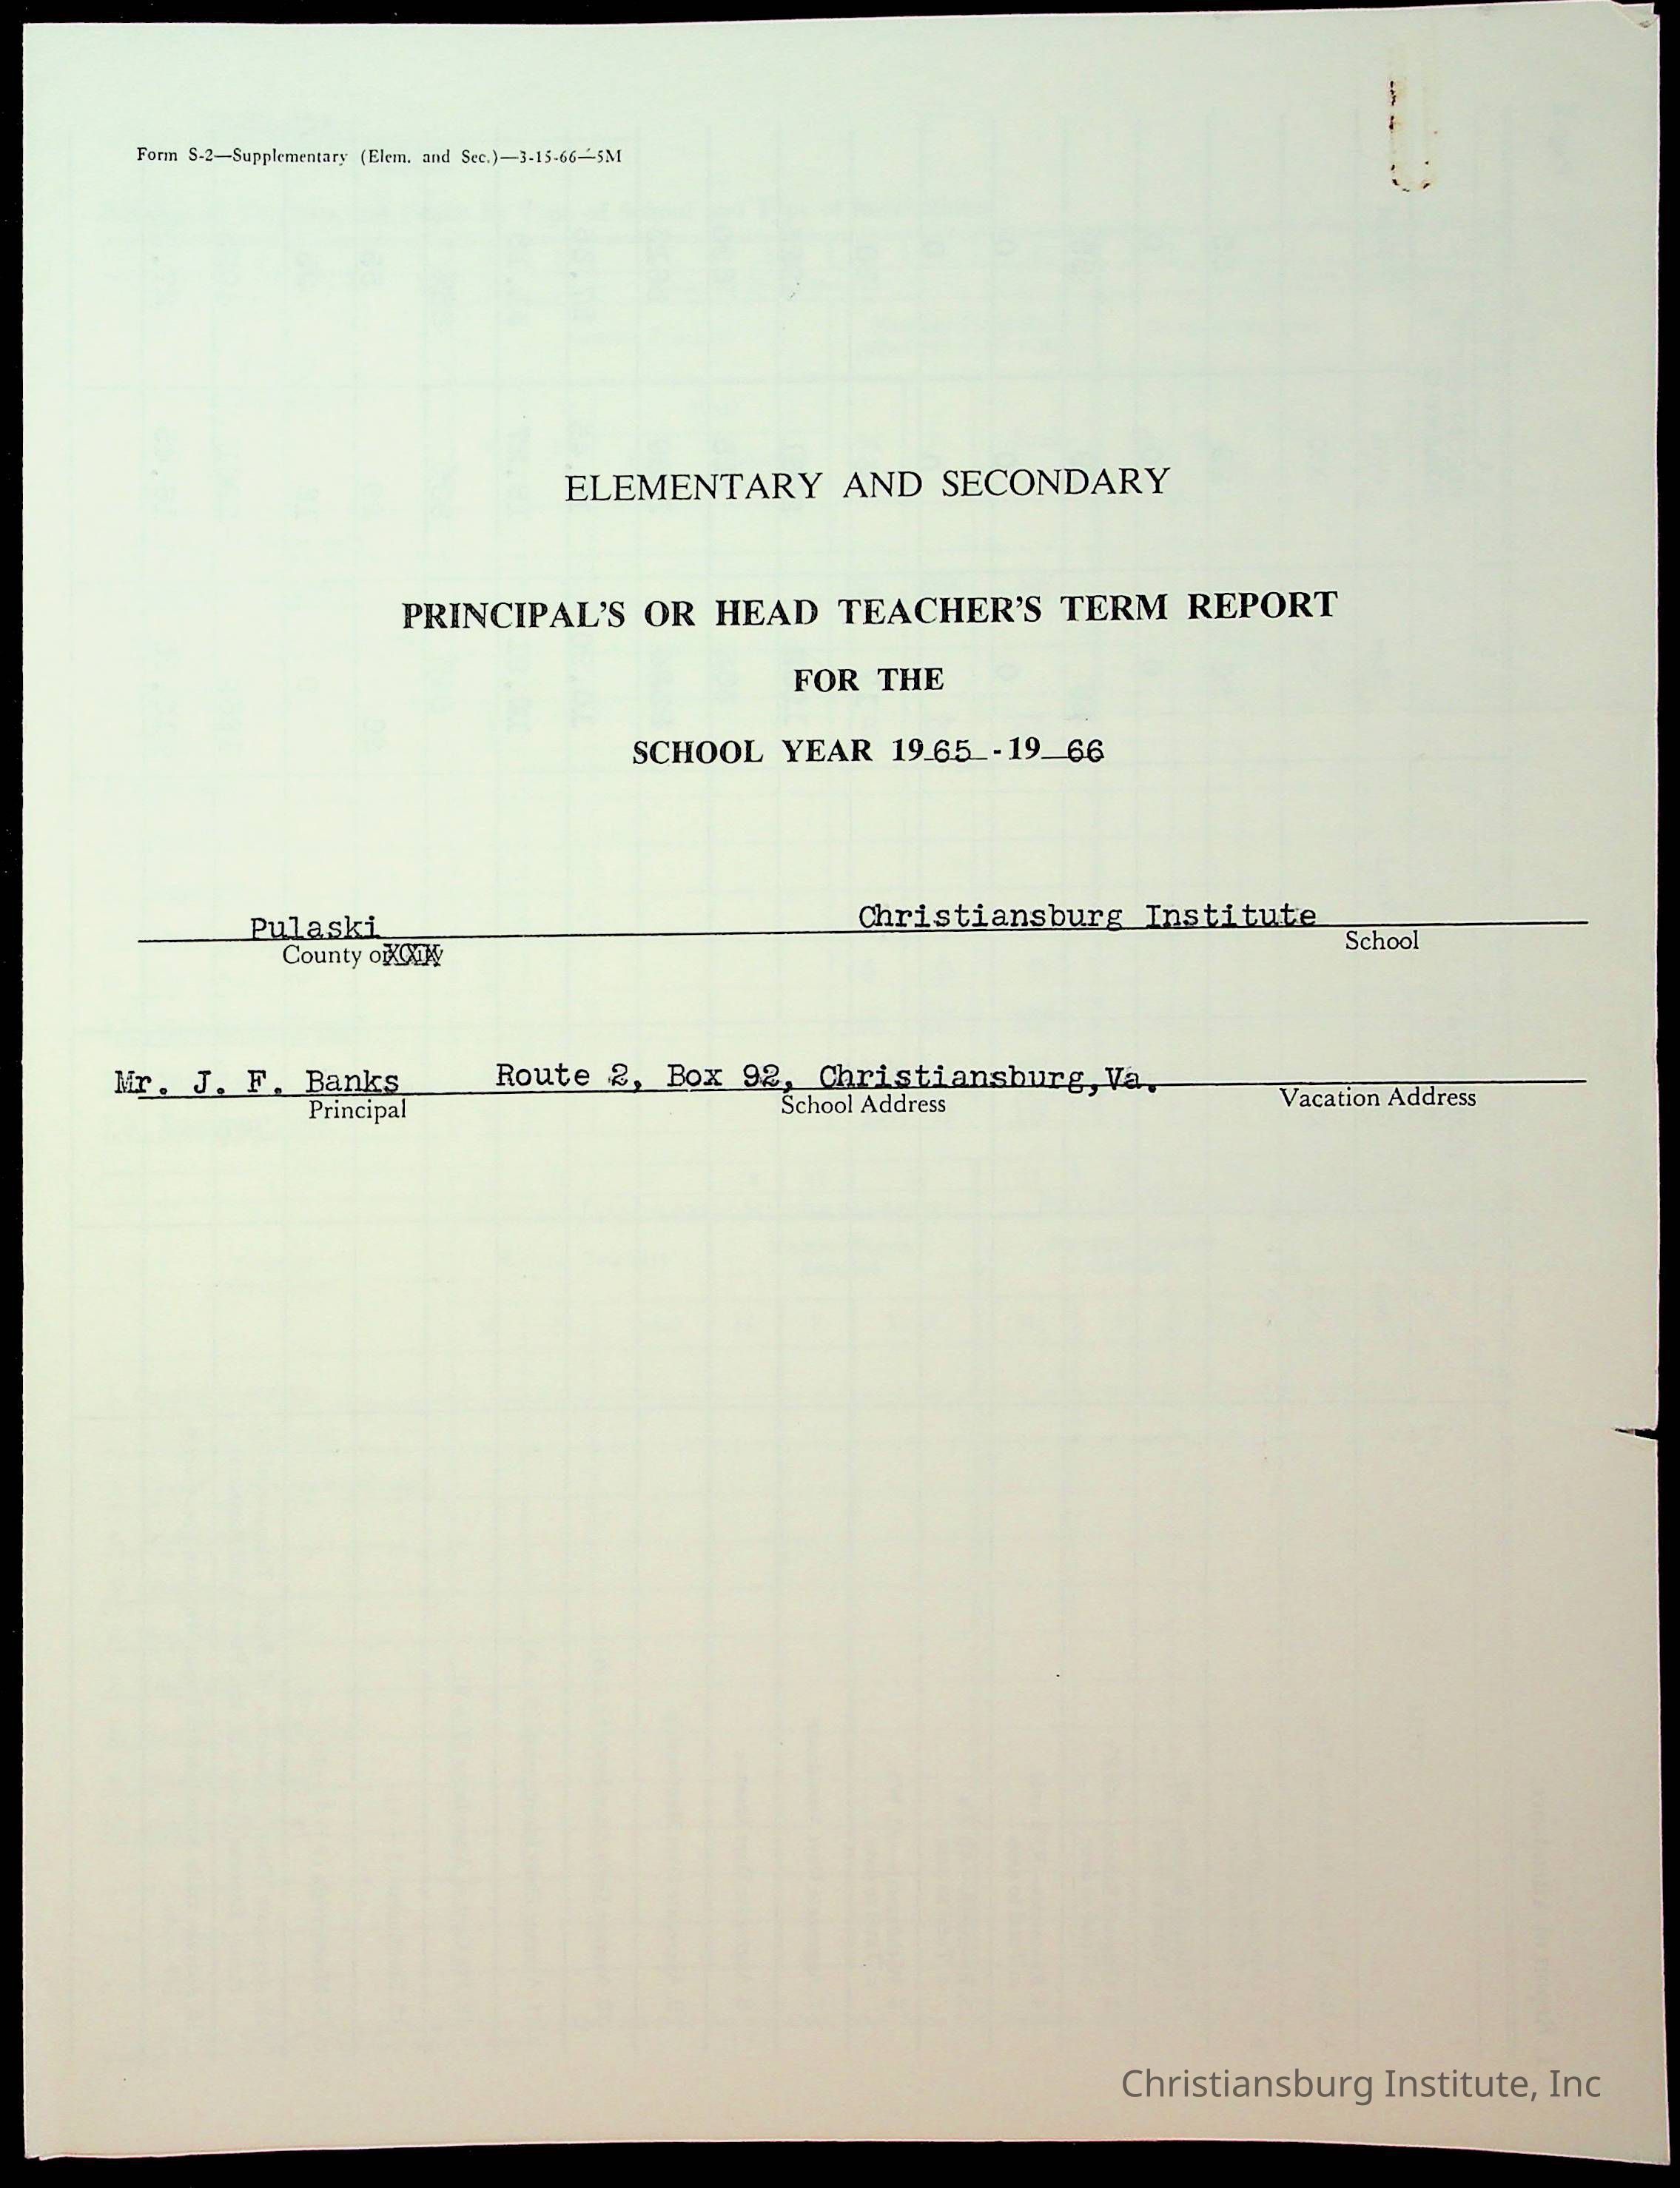 Form S-2—Supplementary (Elem. and Sec.)—3-15-66—5M
ELEMENTARY AND SECONDARY
PRINCIPAL'S OR HEAD TEACHER'S TERM REPORT
FOR THE
SCHOOL YEAR 1965 - 19 66
Pulaski Christiansburg Institute
County or School
Mr. J. F. Banks Route 2, Box 92, Christiansburg,Va.
Principal School Address Vacation Address
Christiansburg Institute, Inc